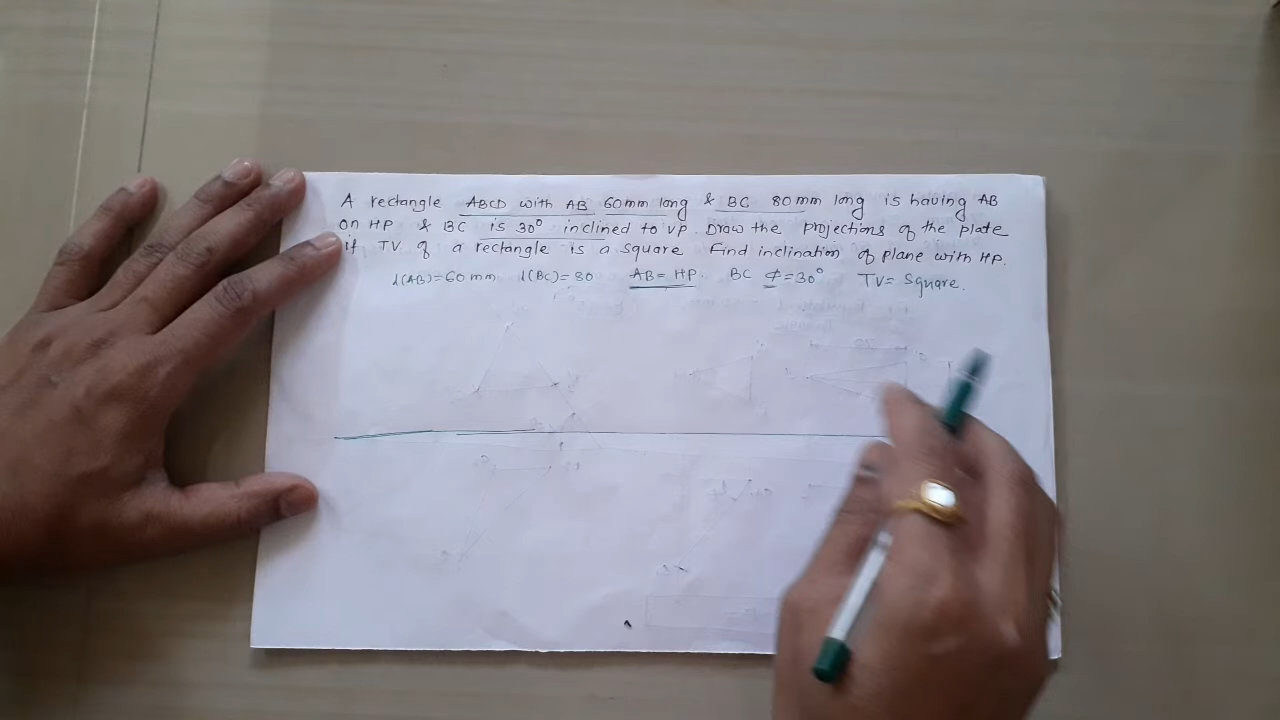 A rectangle ABCD with AB 60mm long & BC 80mm long is having AB
on HP & BC is 30° inclined to VP. Draw the projections of the plate
if TV of a rectangle is a square Find inclination of plane with HP.
l(AB)=60mm l(BC)=80 AB=HP. BC φ=30° TV= Square.